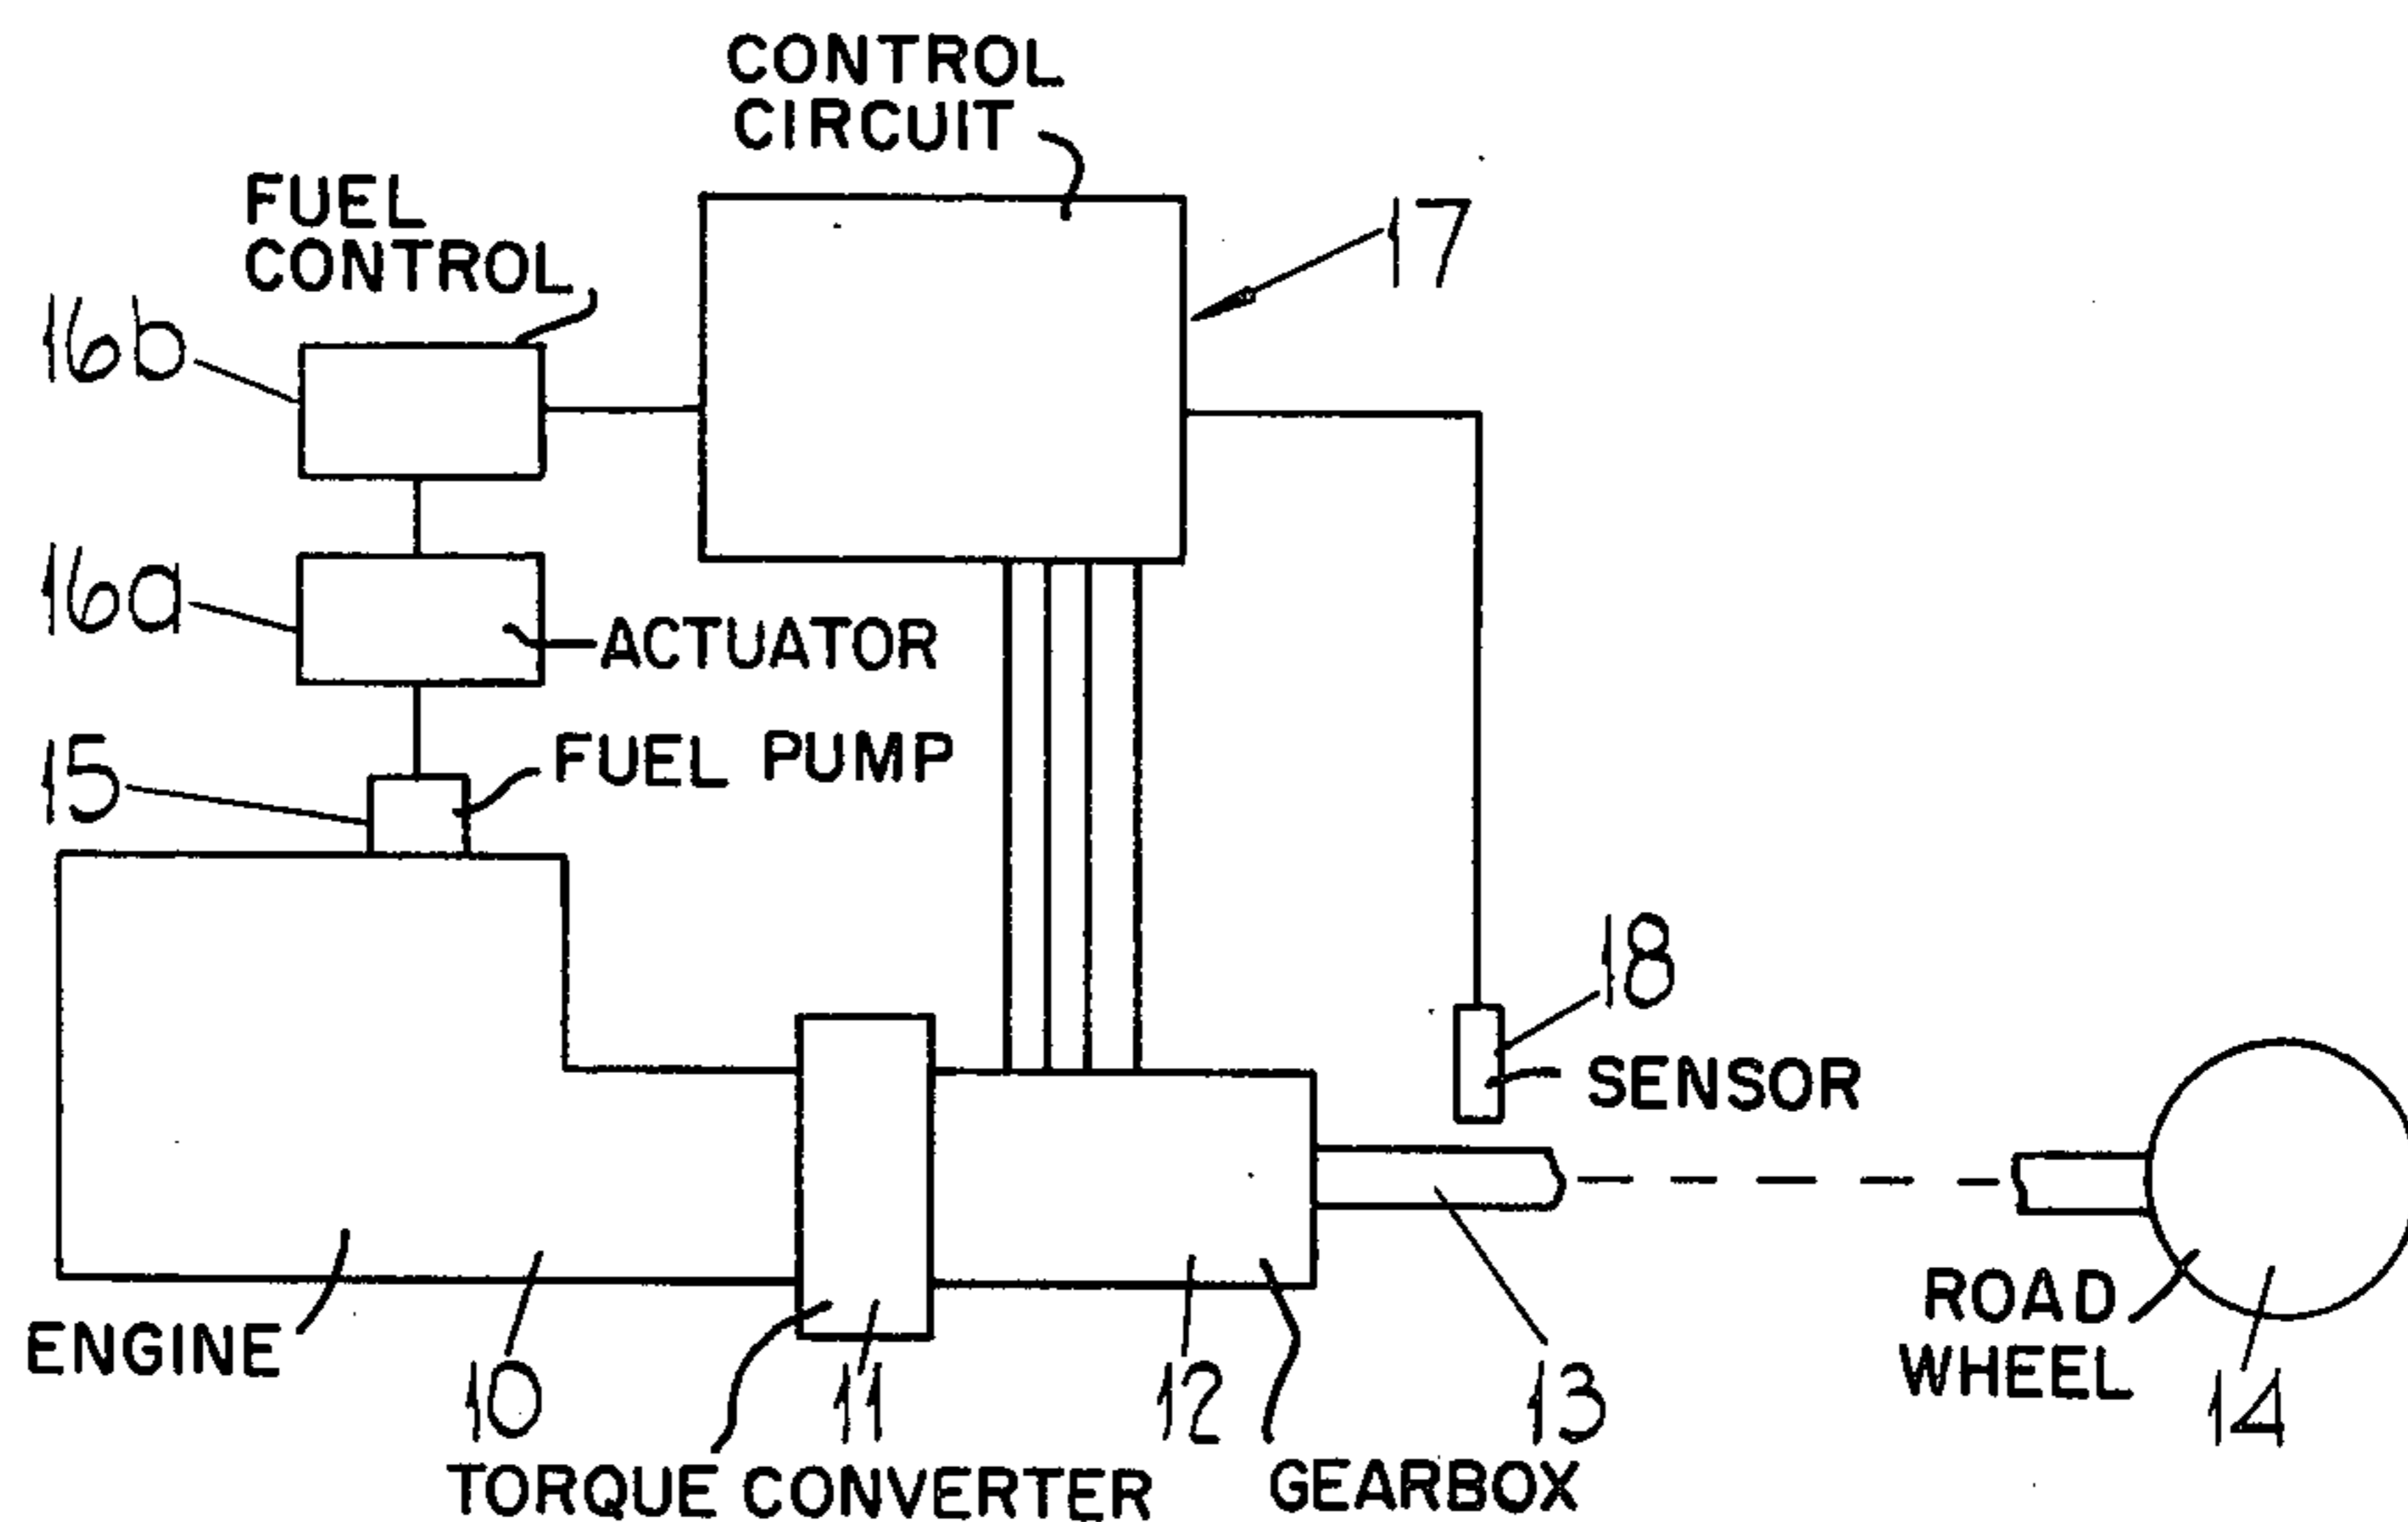 CONTROL
CIRCUIT
17
FUEL
CONTROL
16b
16a
ACTUATOR
15
FUEL PUMP
18
SENSOR
ROAD
WHEEL
14
ENGINE
10
11
12
13
TORQUE CONVERTER
GEARBOX